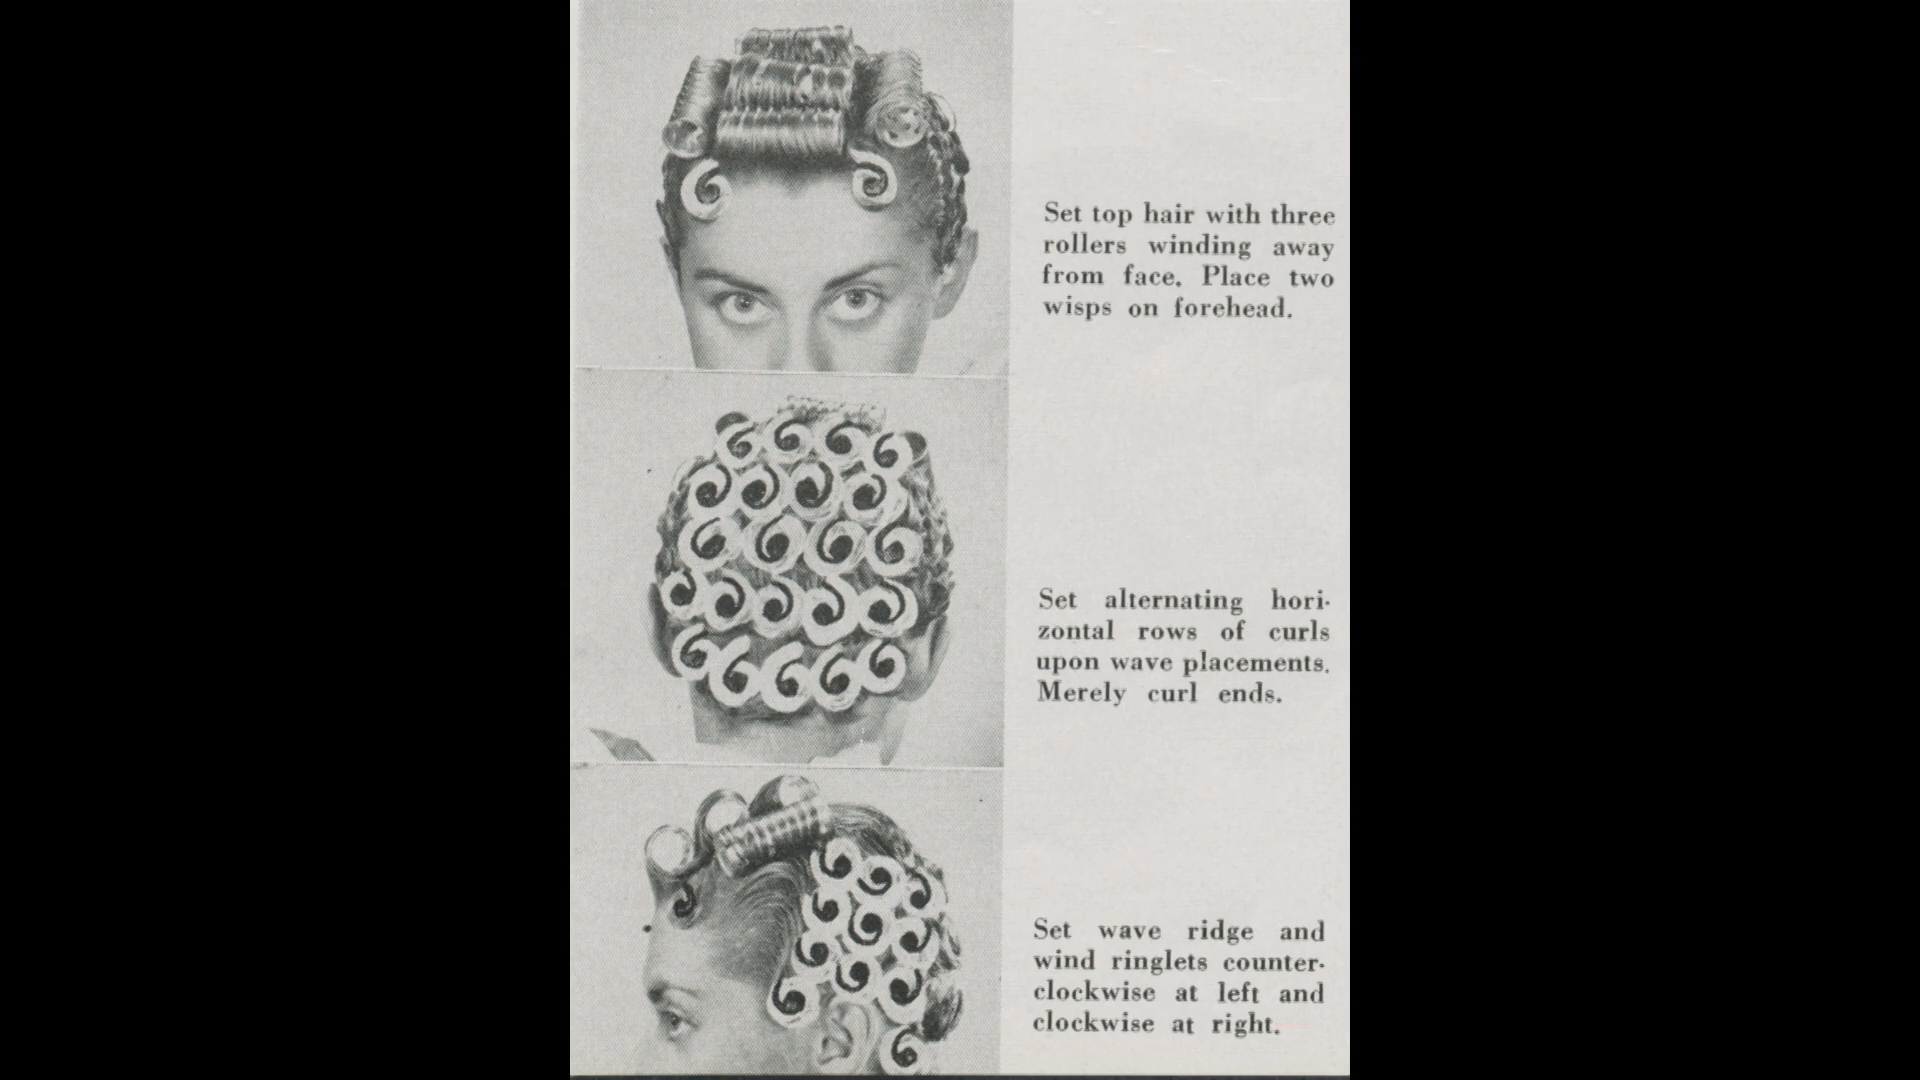 Set top hair with three
rollers winding away
from face. Place two
wisps on forehead.
Set alternating hori-
zontal rows of curls
upon wave placements.
Merely curl ends.
Set wave ridge and
wind ringlets counter-
clockwise at left and
clockwise at right.